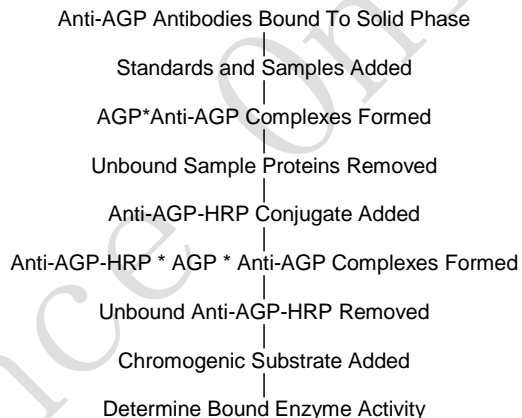 Anti-AGP Antibodies Bound To Solid Phase
Standards and Samples Added
AGP*Anti-AGP Complexes Formed
Unbound Sample Proteins Removed
Anti-AGP-HRP Conjugate Added
Anti-AGP-HRP * AGP * Anti-AGP Complexes Formed
Unbound Anti-AGP-HRP Removed
Chromogenic Substrate Added
Determine Bound Enzyme Activity